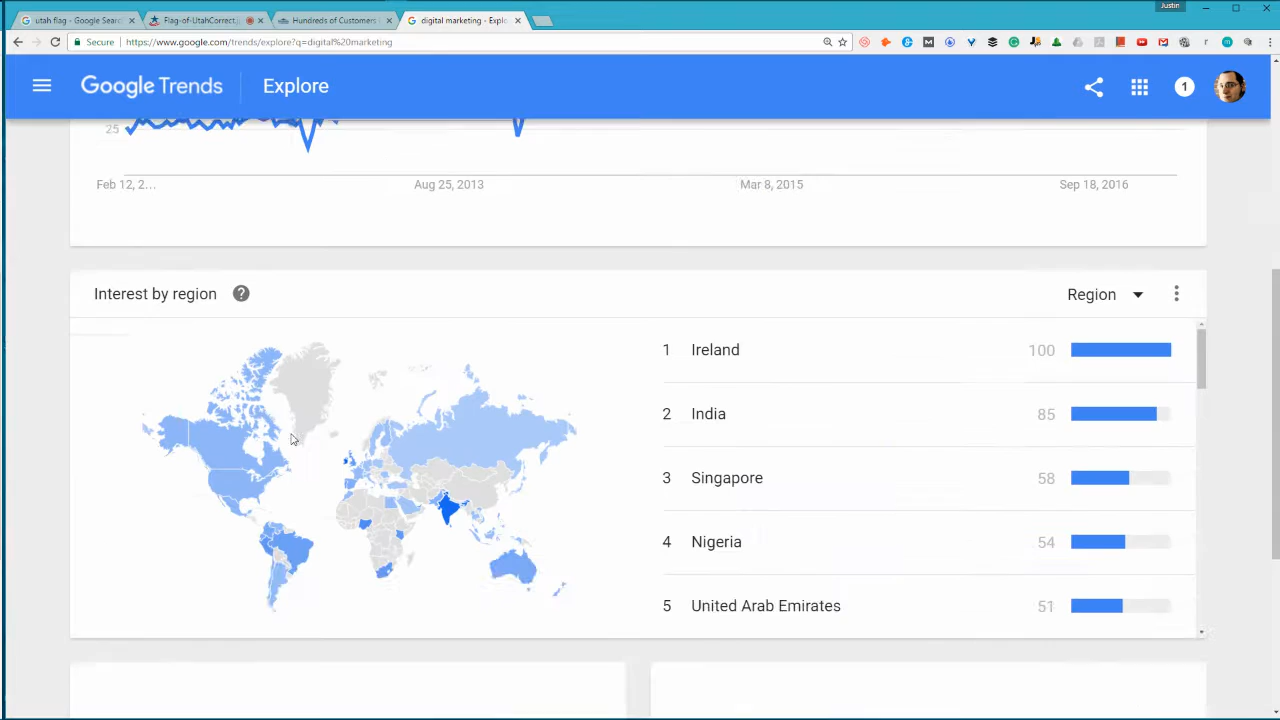 Justin
utah flag - Google Searc
Flag-of-UtahCorrect.
Hundreds of Customers
digital marketing - Explo
Secure
https://www.google.com/trends/explore?q=digital%20marketing
Google Trends
Explore
1
25
Feb 12, 2…
Aug 25, 2013
Mar 8, 2015
Sep 18, 2016
Interest by region
?
Region
1 Ireland 100
2 India 85
3 Singapore 58
4 Nigeria 54
5 United Arab Emirates 51